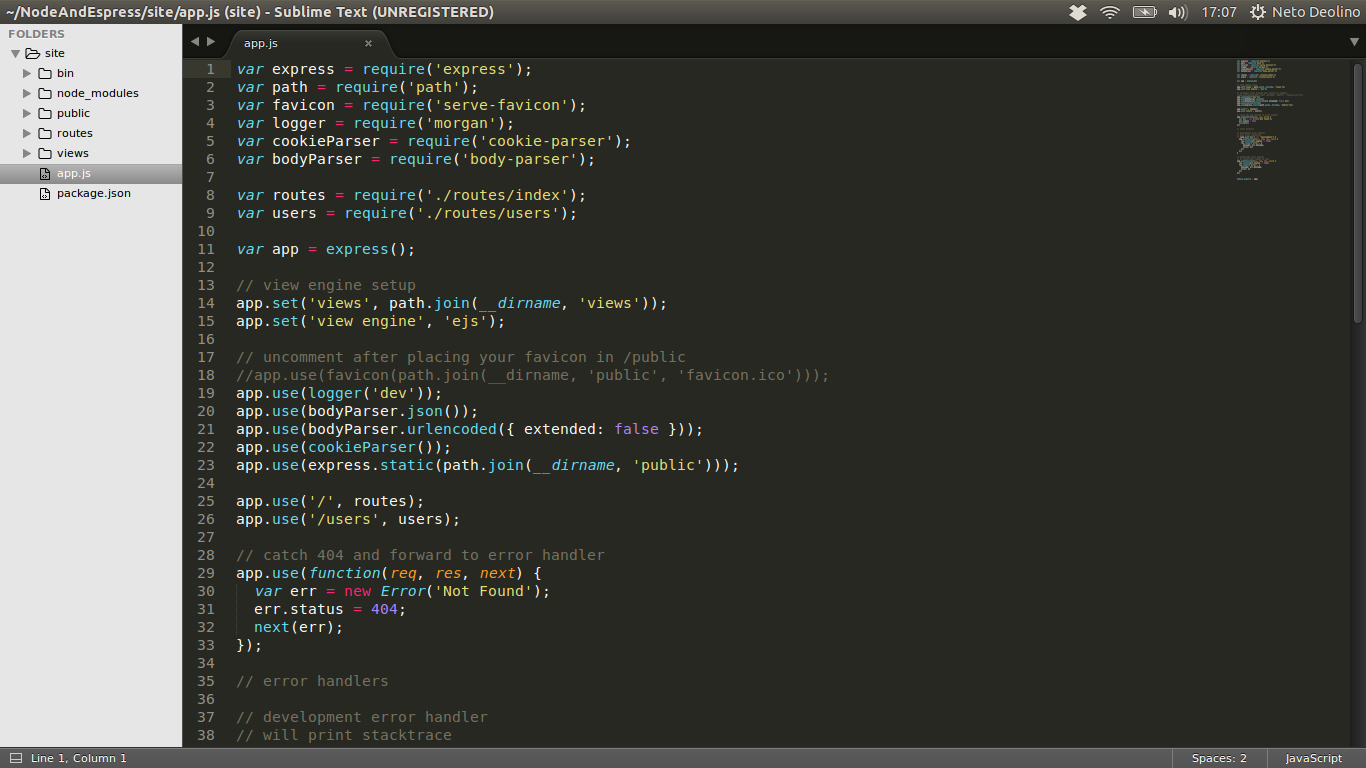 ~/NodeAndEspress/site/app.js (site) - Sublime Text (UNREGISTERED)
17:07
Neto Deolino
FOLDERS
site
bin
node_modules
public
routes
views
app.js
package.json
app.js
1 var express = require('express');
2 var path = require('path');
3 var favicon = require('serve-favicon');
4 var logger = require('morgan');
5 var cookieParser = require('cookie-parser');
6 var bodyParser = require('body-parser');
7
8 var routes = require('./routes/index');
9 var users = require('./routes/users');
10
11 var app = express();
12
13 // view engine setup
14 app.set('views', path.join(__dirname, 'views'));
15 app.set('view engine', 'ejs');
16
17 // uncomment after placing your favicon in /public
18 //app.use(favicon(path.join(__dirname, 'public', 'favicon.ico')));
19 app.use(logger('dev'));
20 app.use(bodyParser.json());
21 app.use(bodyParser.urlencoded({ extended: false }));
22 app.use(cookieParser());
23 app.use(express.static(path.join(__dirname, 'public')));
24
25 app.use('/', routes);
26 app.use('/users', users);
27
28 // catch 404 and forward to error handler
29 app.use(function(req, res, next) {
30   var err = new Error('Not Found');
31   err.status = 404;
32   next(err);
33 });
34
35 // error handlers
36
37 // development error handler
38 // will print stacktrace
Line 1, Column 1
Spaces: 2
JavaScript